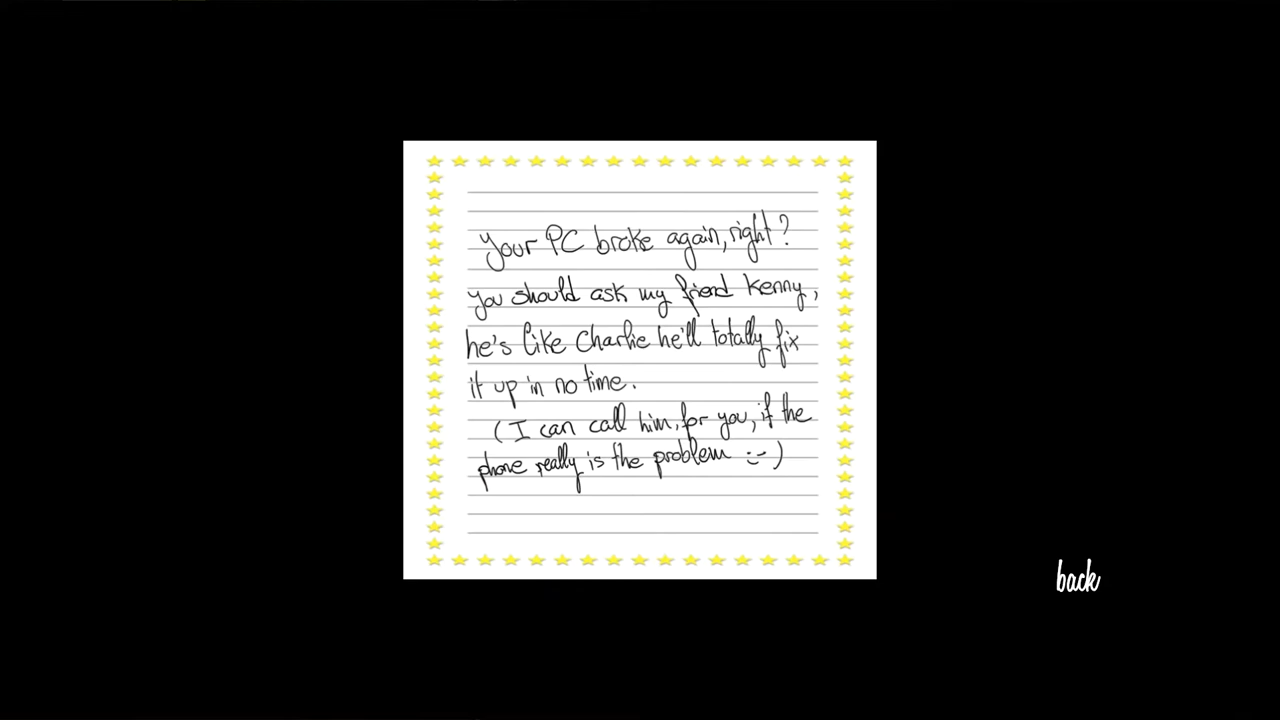 Your PC broke again, right?
you should ask my friend Kenny,
he's like Charlie he'll totally fix
it up in no time.
(I can call him, for you, if the
phone really is the problem :-)
back